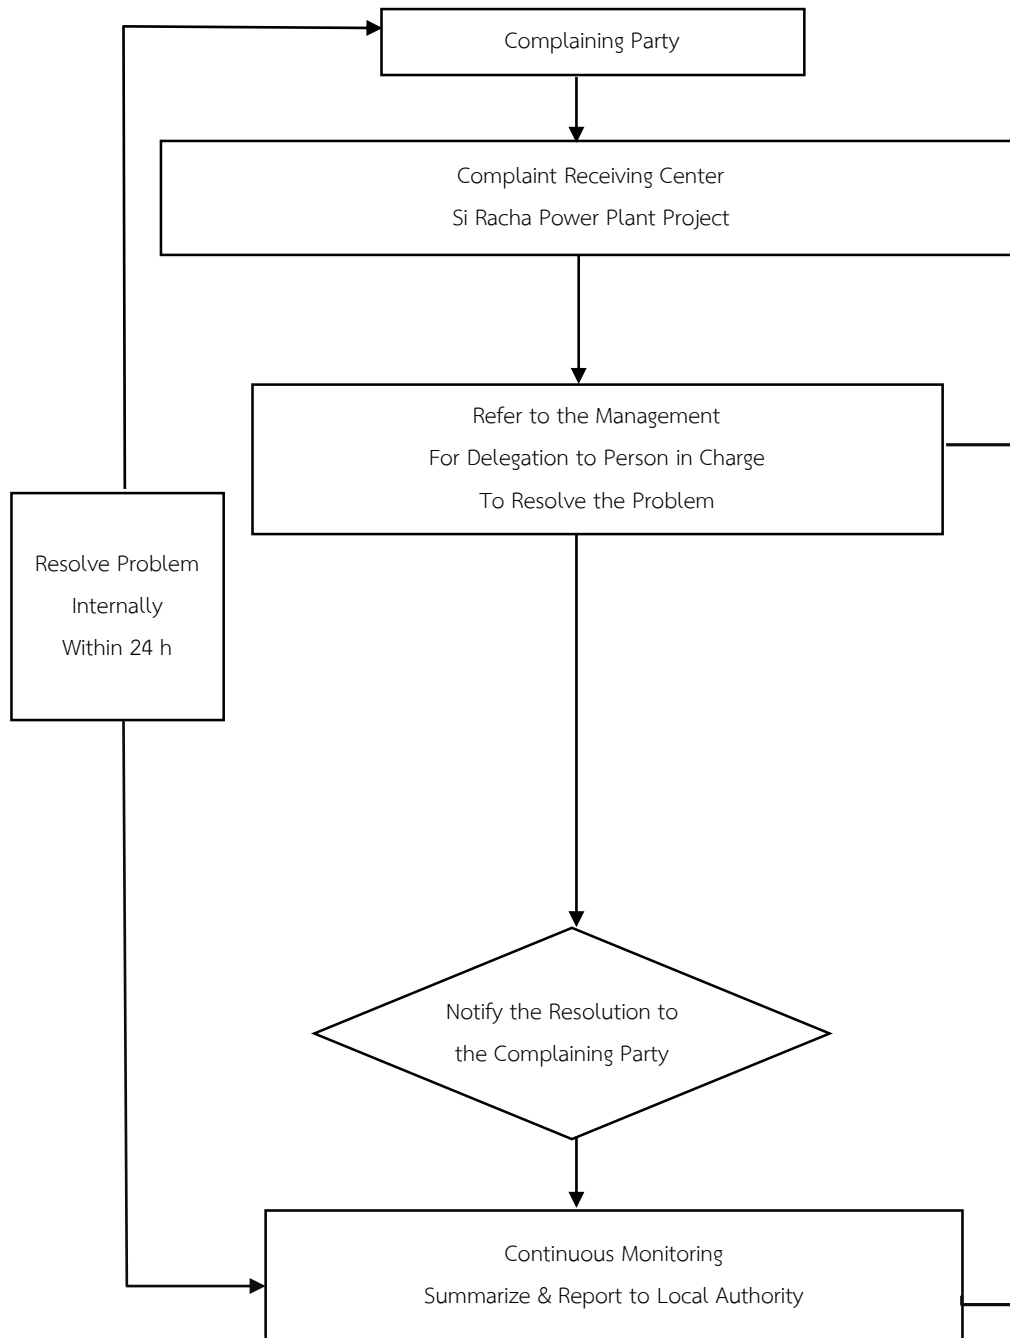 Complaining Party
Complaint Receiving Center
Si Racha Power Plant Project
Refer to the Management
For Delegation to Person in Charge
To Resolve the Problem
Resolve Problem
Internally
Within 24 h
Notify the Resolution to
the Complaining Party
Continuous Monitoring
Summarize & Report to Local Authority